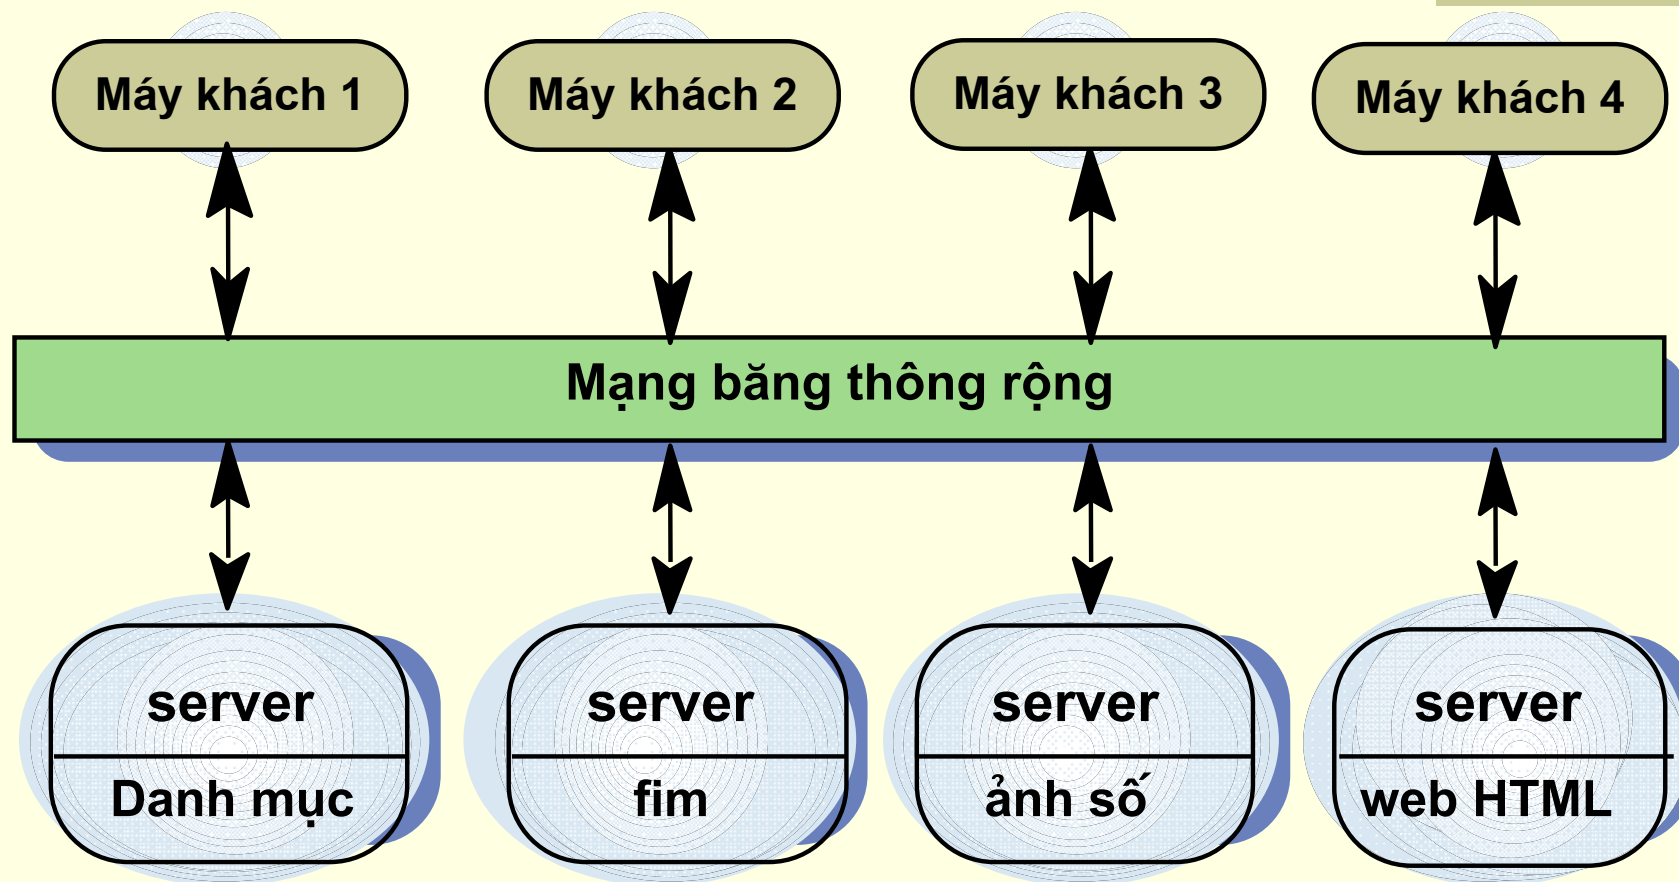 Máy khách 1
Máy khách 2
Máy khách 3
Máy khách 4
Mạng băng thông rộng
server
Danh mục
server
fim
server
ảnh số
server
web HTML